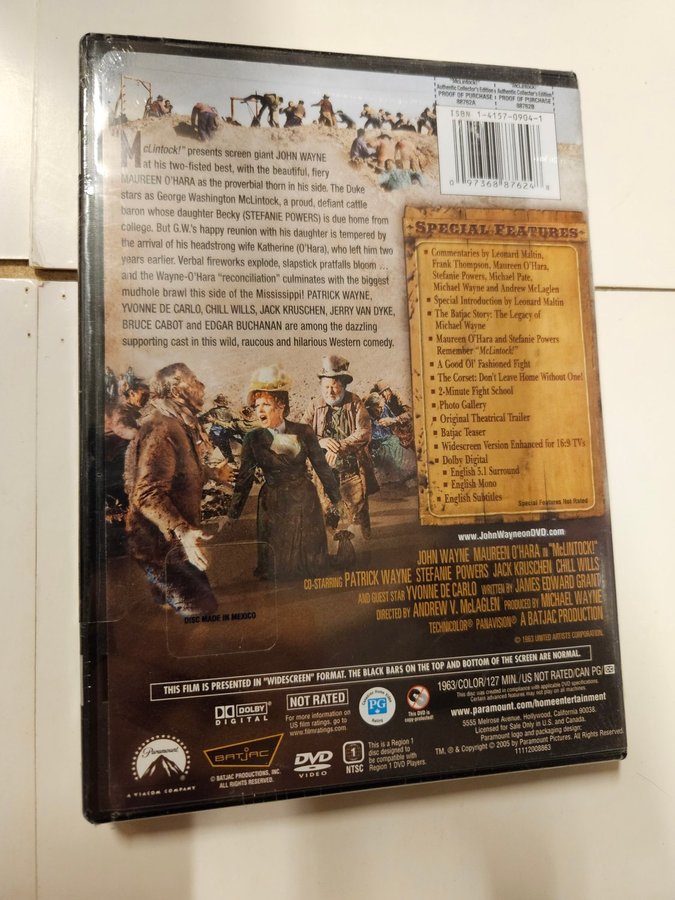 "McLintock!"
Authentic Collector's Edition
PROOF OF PURCHASE
88762A
"McLintock!"
Authentic Collector's Edition
PROOF OF PURCHASE
88762B
ISBN 1-4157-0904-1
0 97368 87624 8
McLintock!" presents screen giant JOHN WAYNE
at his two-fisted best, with the beautiful, fiery
MAUREEN O'HARA as the proverbial thorn in his side. The Duke
stars as George Washington McLintock, a proud, defiant cattle
baron whose daughter Becky (STEFANIE POWERS) is due home from
college. But G.W.'s happy reunion with his daughter is tempered by
the arrival of his headstrong wife Katherine (O'Hara), who left him two
years earlier. Verbal fireworks explode, slapstick pratfalls bloom ...
and the Wayne-O'Hara "reconciliation" culminates with the biggest
mudhole brawl this side of the Mississippi! PATRICK WAYNE,
YVONNE DE CARLO, CHILL WILLS, JACK KRUSCHEN, JERRY VAN DYKE,
BRUCE CABOT and EDGAR BUCHANAN are among the dazzling
supporting cast in this wild, raucous and hilarious Western comedy.
SPECIAL FEATURES
■ Commentaries by Leonard Maltin,
Frank Thompson, Maureen O'Hara,
Stefanie Powers, Michael Pate,
Michael Wayne and Andrew McLaglen
■ Special Introduction by Leonard Maltin
■ The Batjac Story: The Legacy of
Michael Wayne
■ Maureen O'Hara and Stefanie Powers
Remember "McLintock!"
■ A Good Ol' Fashioned Fight
■ The Corset: Don't Leave Home Without One!
■ 2-Minute Fight School
■ Photo Gallery
■ Original Theatrical Trailer
■ Batjac Teaser
■ Widescreen Version Enhanced for 16:9 TVs
■ Dolby Digital
■ English 5.1 Surround
■ English Mono
■ English Subtitles
Special Features Not Rated
www.JohnWayneonDVD.com
JOHN WAYNE MAUREEN O'HARA IN "McLINTOCK!"
CO-STARRING PATRICK WAYNE STEFANIE POWERS JACK KRUSCHEN CHILL WILLS
AND GUEST STAR YVONNE DE CARLO WRITTEN BY JAMES EDWARD GRANT
DIRECTED BY ANDREW V. McLAGLEN PRODUCED BY MICHAEL WAYNE
TECHNICOLOR® PANAVISION® A BATJAC PRODUCTION
© 1963 UNITED ARTISTS CORPORATION.
DISC MADE IN MEXICO
THIS FILM IS PRESENTED IN "WIDESCREEN" FORMAT. THE BLACK BARS ON THE TOP AND BOTTOM OF THE SCREEN ARE NORMAL.
DOLBY
DIGITAL
NOT RATED
For more information on
US film ratings, go to
www.filmratings.com
PG
This disc is
copy-protected!
1963/COLOR/127 MIN./US NOT RATED/CAN PG/CC
This disc was created in compliance with applicable DVD specifications.
Certain advanced features may not play on all machines.
www.paramount.com/homeentertainment
5555 Melrose Avenue, Hollywood, California 90038.
Licensed for Sale Only in U.S. and Canada.
Paramount logo and packaging design:
TM, ® & Copyright © 2005 by Paramount Pictures. All Rights Reserved.
11112008863
Paramount
A VIACOM COMPANY
BATJAC
© BATJAC PRODUCTIONS, INC.
DVD
VIDEO
1
NTSC
This is a Region 1
disc designed to
be compatible with
Region 1 DVD Players.